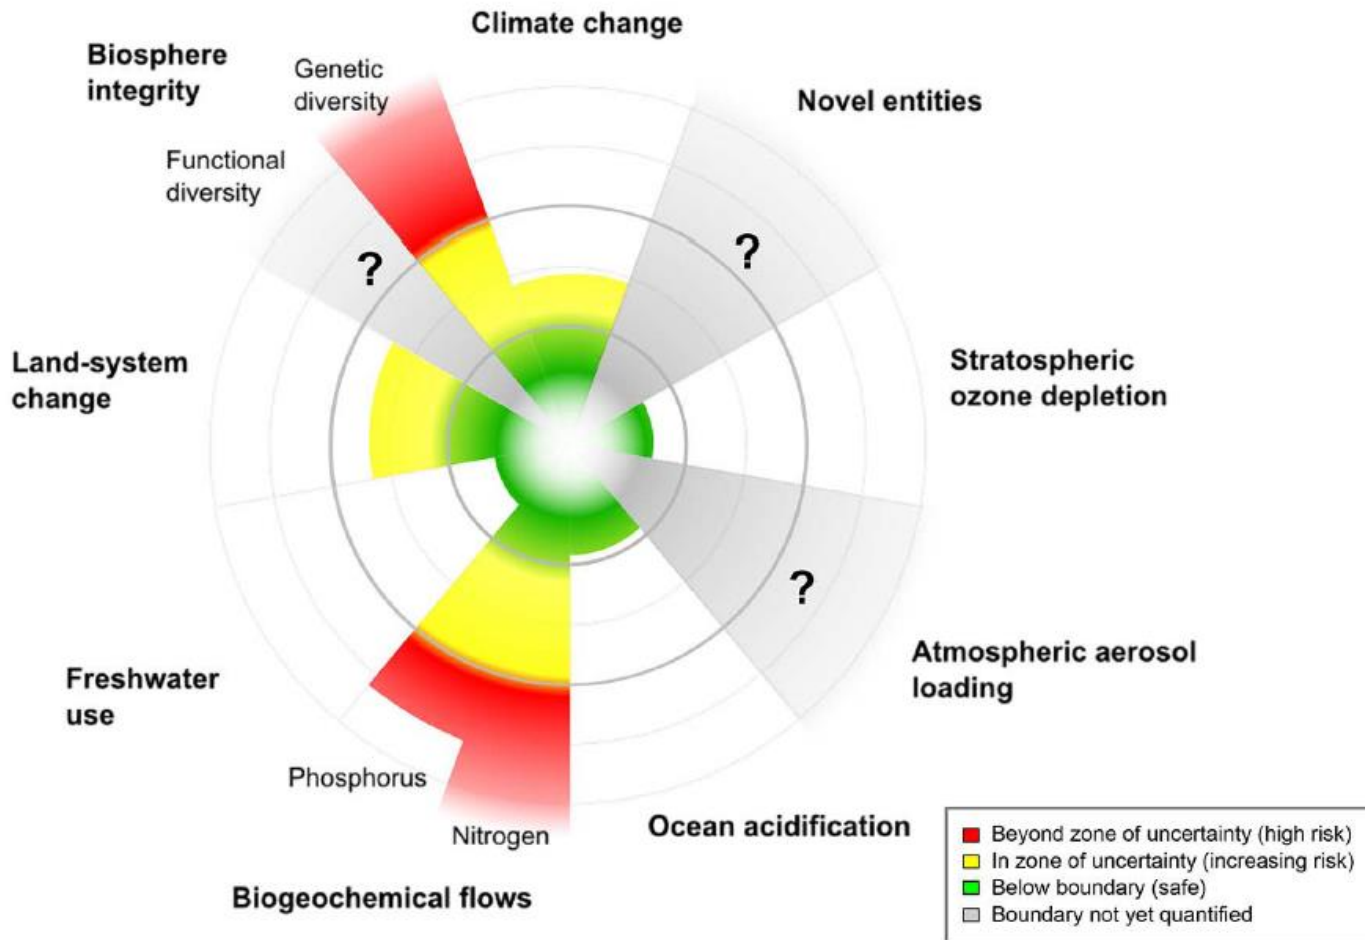 Climate change
Biosphere
integrity
Genetic
diversity
Novel entities
Functional
diversity
?
?
Land-system
change
Stratospheric
ozone depletion
?
Atmospheric aerosol
loading
Freshwater
use
Phosphorus
Nitrogen
Ocean acidification
Biogeochemical flows
Beyond zone of uncertainty (high risk)
In zone of uncertainty (increasing risk)
Below boundary (safe)
Boundary not yet quantified